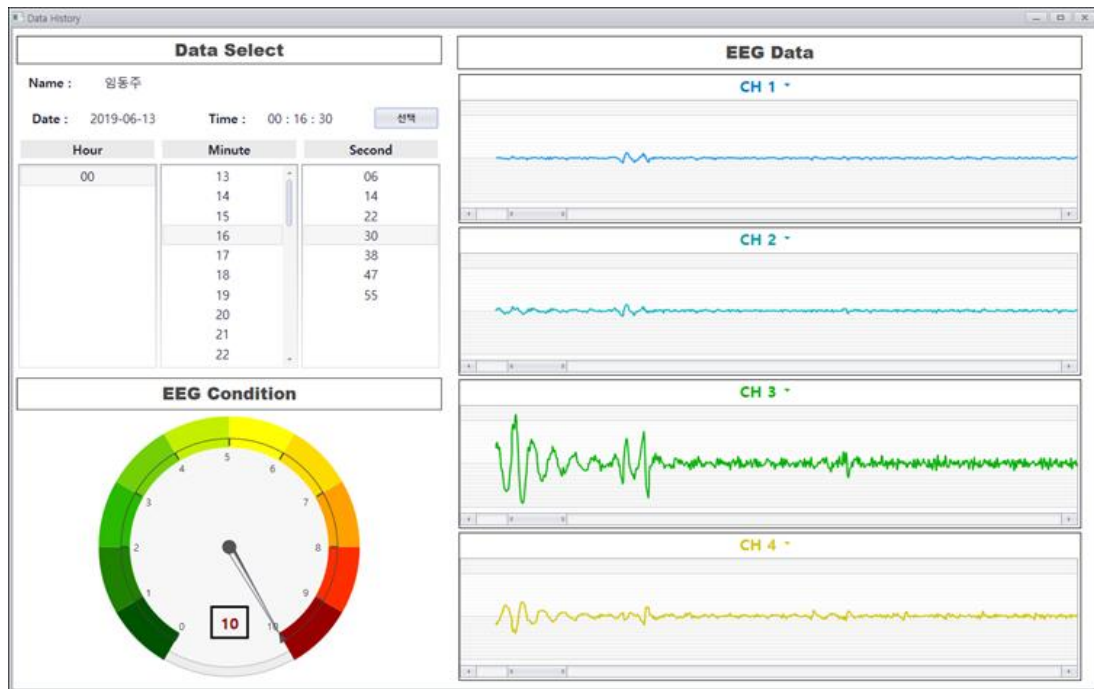 Data History
Data Select
Name : 임동주
Date : 2019-06-13 Time : 00 : 16 : 30 선택
Hour Minute Second
00 13 06
14 14
15 22
16 30
17 38
18 47
19 55
20
21
22
EEG Condition
0 1 2 3 4 5 6 7 8 9 10
10
EEG Data
CH 1
CH 2
CH 3
CH 4